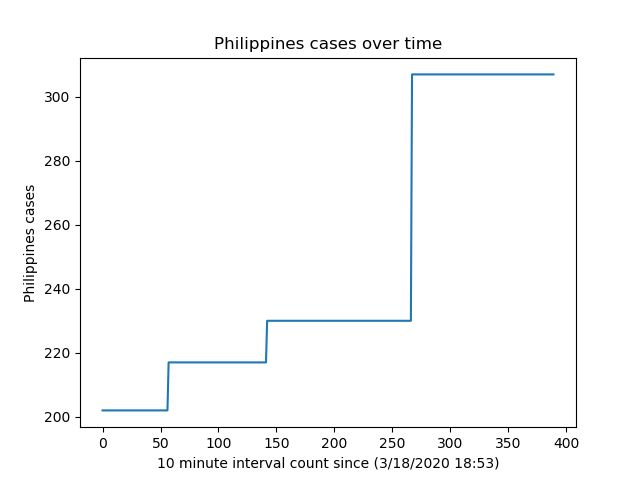 Philippines cases over time
Philippines cases
300
280
260
240
220
200
0 50 100 150 200 250 300 350 400
10 minute interval count since (3/18/2020 18:53)